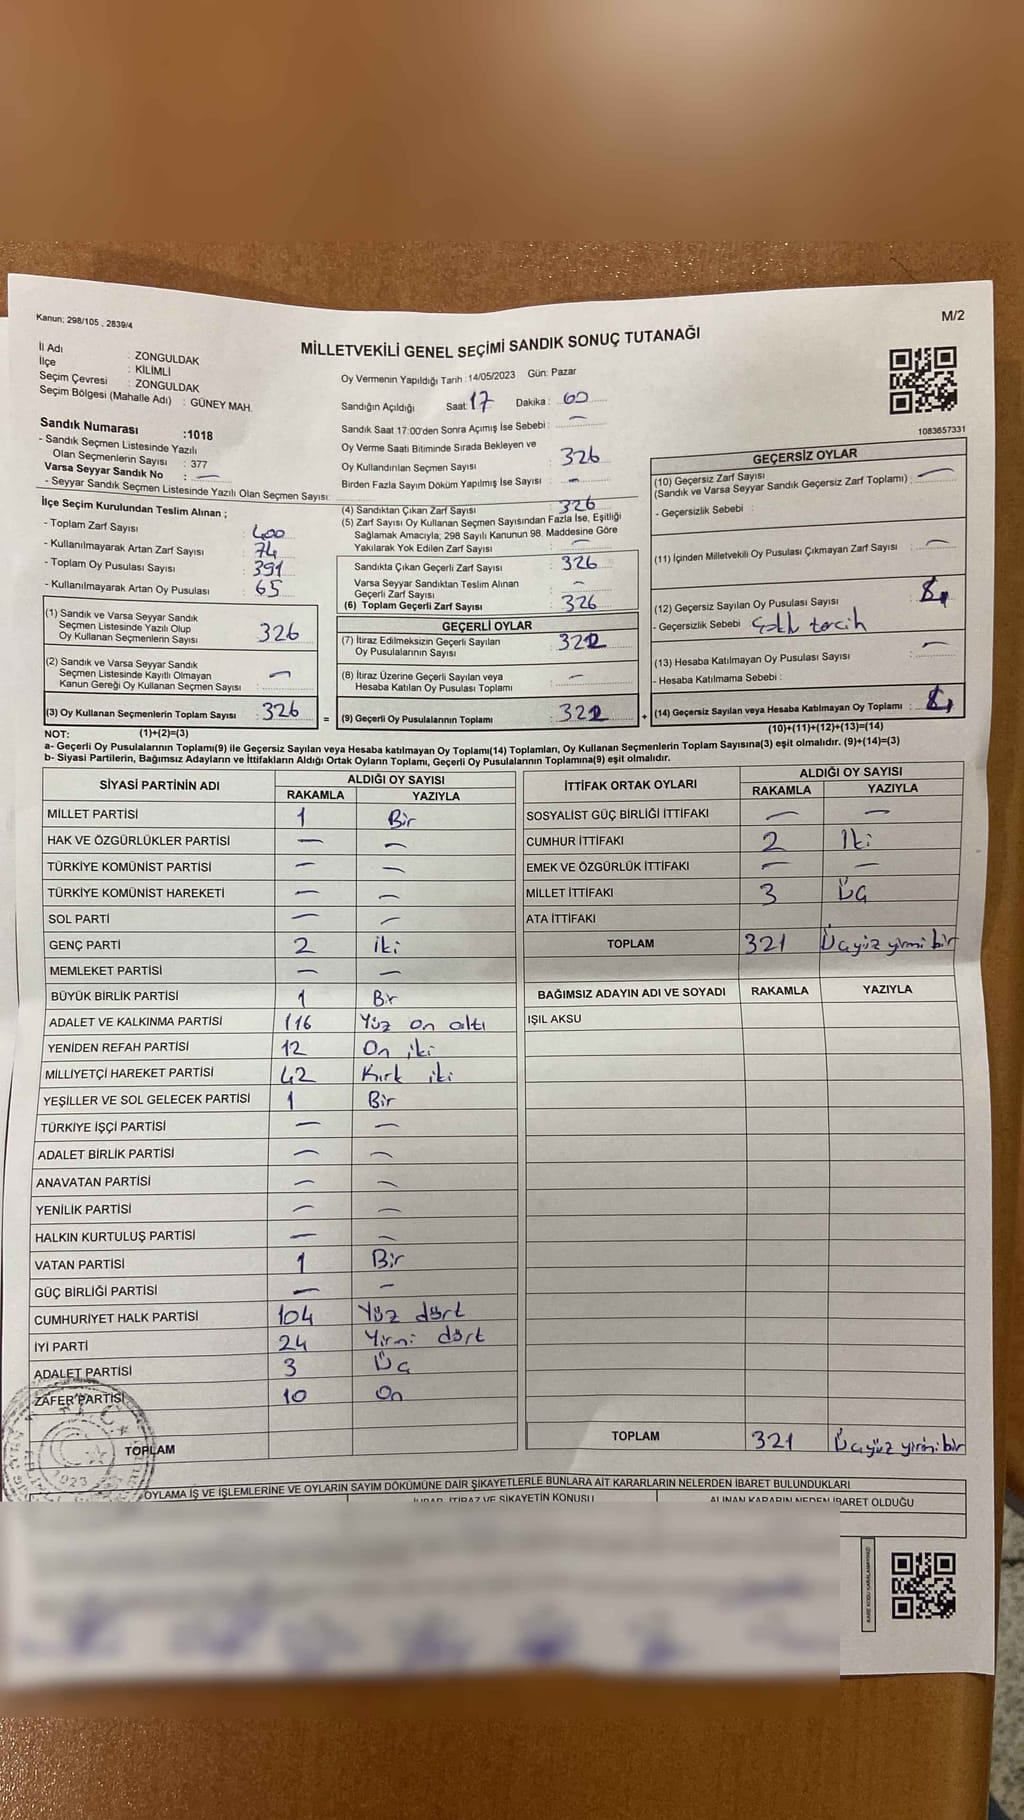 Kanun: 298/105 , 2839/4
M/2
MİLLETVEKİLİ GENEL SEÇİMİ SANDIK SONUÇ TUTANAĞI
İl Adı : ZONGULDAK
İlçe : KİLİMLİ
Seçim Çevresi : ZONGULDAK
Seçim Bölgesi (Mahalle Adı) : GÜNEY MAH.
Sandık Numarası :1018
- Sandık Seçmen Listesinde Yazılı
Olan Seçmenlerin Sayısı : 377
Varsa Seyyar Sandık No : —
- Seyyar Sandık Seçmen Listesinde Yazılı Olan Seçmen Sayısı:
Oy Vermenin Yapıldığı Tarih :14/05/2023 Gün: Pazar
Sandığın Açıldığı Saat: 17 Dakika : 00
Sandık Saat 17:00'den Sonra Açımış İse Sebebi : —
Oy Verme Saati Bitiminde Sırada Bekleyen ve
Oy Kullandırılan Seçmen Sayısı : 326
Birden Fazla Sayım Döküm Yapılmış İse Sayısı : —
1083657331
İlçe Seçim Kurulundan Teslim Alınan ;
- Toplam Zarf Sayısı : 400
- Kullanılmayarak Artan Zarf Sayısı : 74
- Toplam Oy Pusulası Sayısı : 391
- Kullanılmayarak Artan Oy Pusulası : 65
(1) Sandık ve Varsa Seyyar Sandık
Seçmen Listesinde Yazılı Olup
Oy Kullanan Seçmenlerin Sayısı : 326
(2) Sandık ve Varsa Seyyar Sandık
Seçmen Listesinde Kayıtlı Olmayan
Kanun Gereği Oy Kullanan Seçmen Sayısı : —
(3) Oy Kullanan Seçmenlerin Toplam Sayısı : 326
(1)+(2)=(3)
(4) Sandıktan Çıkan Zarf Sayısı : 326
(5) Zarf Sayısı Oy Kullanan Seçmen Sayısından Fazla İse, Eşitliği
Sağlamak Amacıyla; 298 Sayılı Kanunun 98. Maddesine Göre
Yakılarak Yok Edilen Zarf Sayısı : —
Sandıkta Çıkan Geçerli Zarf Sayısı : 326
Varsa Seyyar Sandıktan Teslim Alınan
Geçerli Zarf Sayısı : —
(6) Toplam Geçerli Zarf Sayısı : 326
GEÇERLİ OYLAR
(7) İtiraz Edilmeksizin Geçerli Sayılan
Oy Pusulalarının Sayısı :
(8) İtiraz Üzerine Geçerli Sayılan veya
Hesaba Katılan Oy Pusulası Toplamı : —
= (9) Geçerli Oy Pusulalarının Toplamı :
GEÇERSİZ OYLAR
(10) Geçersiz Zarf Sayısı
(Sandık ve Varsa Seyyar Sandık Geçersiz Zarf Toplamı) : —
- Geçersizlik Sebebi :
(11) İçinden Milletvekili Oy Pusulası Çıkmayan Zarf Sayısı : —
(12) Geçersiz Sayılan Oy Pusulası Sayısı :
- Geçersizlik Sebebi : tercih
(13) Hesaba Katılmayan Oy Pusulası Sayısı : —
- Hesaba Katılmama Sebebi :
+ (14) Geçersiz Sayılan veya Hesaba Katılmayan Oy Toplamı :
(10)+(11)+(12)+(13)=(14)
NOT:
a- Geçerli Oy Pusulalarının Toplamı(9) ile Geçersiz Sayılan veya Hesaba katılmayan Oy Toplamı(14) Toplamları, Oy Kullanan Seçmenlerin Toplam Sayısına(3) eşit olmalıdır. (9)+(14)=(3)
b- Siyasi Partilerin, Bağımsız Adayların ve İttifakların Aldığı Ortak Oyların Toplamı, Geçerli Oy Pusulalarının Toplamına(9) eşit olmalıdır.
SİYASİ PARTİNİN ADI ALDIĞI OY SAYISI
RAKAMLA YAZIYLA
MİLLET PARTİSİ 1 Bir
HAK VE ÖZGÜRLÜKLER PARTİSİ — —
TÜRKİYE KOMÜNİST PARTİSİ — —
TÜRKİYE KOMÜNİST HAREKETİ — —
SOL PARTİ — —
GENÇ PARTİ 2 iki
MEMLEKET PARTİSİ — —
BÜYÜK BİRLİK PARTİSİ 1 Bir
ADALET VE KALKINMA PARTİSİ 116 Yüz on altı
YENİDEN REFAH PARTİSİ 12 On iki
MİLLİYETÇİ HAREKET PARTİSİ 42 Kırk iki
YEŞİLLER VE SOL GELECEK PARTİSİ 1 Bir
TÜRKİYE İŞÇİ PARTİSİ — —
ADALET BİRLİK PARTİSİ — —
ANAVATAN PARTİSİ — —
YENİLİK PARTİSİ — —
HALKIN KURTULUŞ PARTİSİ — —
VATAN PARTİSİ 1 Bir
GÜÇ BİRLİĞİ PARTİSİ — —
CUMHURİYET HALK PARTİSİ 104 Yüz dört
İYİ PARTİ 24 Yirmi dört
ADALET PARTİSİ 3 Üç
ZAFER PARTİSİ 10 On
TOPLAM
1923
İTTİFAK ORTAK OYLARI ALDIĞI OY SAYISI
RAKAMLA YAZIYLA
SOSYALİST GÜÇ BİRLİĞİ İTTİFAKI — —
CUMHUR İTTİFAKI 2 İki
EMEK VE ÖZGÜRLÜK İTTİFAKI — —
MİLLET İTTİFAKI 3 Üç
ATA İTTİFAKI
TOPLAM 321 Üçyüz yirmi bir
BAĞIMSIZ ADAYIN ADI VE SOYADI RAKAMLA YAZIYLA
IŞIL AKSU
TOPLAM 321 Üçyüz yirmi bir
OYLAMA İŞ VE İŞLEMLERİNE VE OYLARIN SAYIM DÖKÜMÜNE DAİR ŞİKAYETLERLE BUNLARA AİT KARARLARIN NELERDEN İBARET BULUNDUKLARI
İTİRAZ VE ŞİKAYETİN KONUSU ALINAN KARARIN NEDEN İBARET OLDUĞU